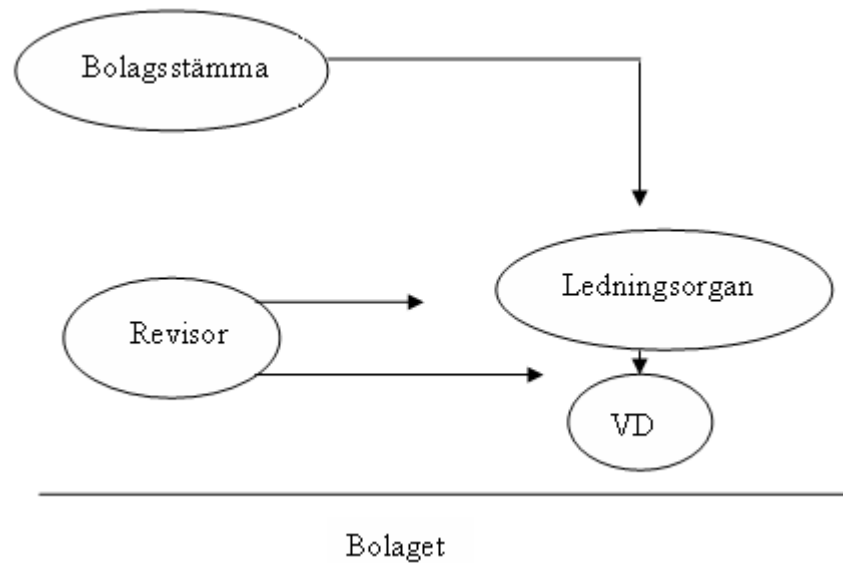 Bolagsstämma
Ledningsorgan
Revisor
VD
Bolaget